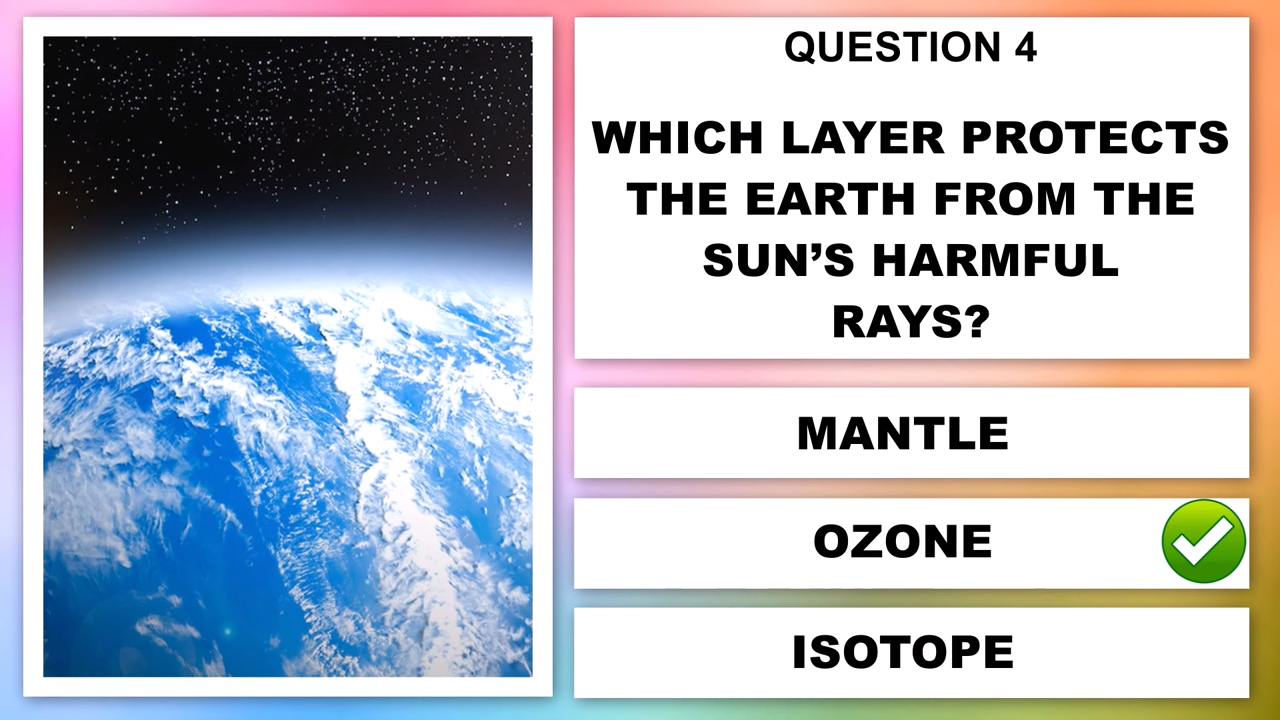 QUESTION 4
WHICH LAYER PROTECTS
THE EARTH FROM THE
SUN’S HARMFUL
RAYS?
MANTLE
OZONE
ISOTOPE